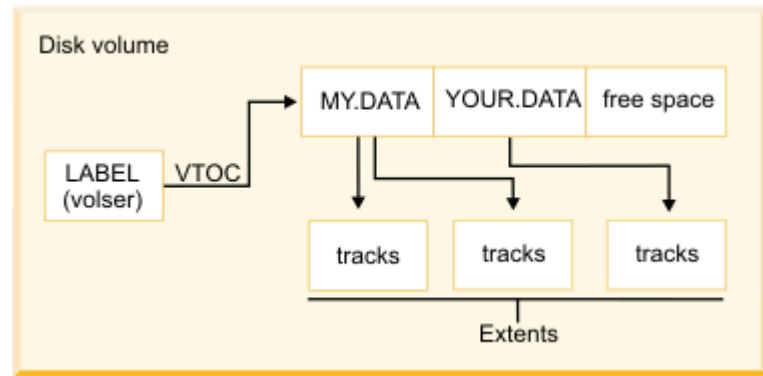 Disk volume
MY.DATA YOUR.DATA free space
LABEL
(volser)
VTOC
tracks tracks tracks
Extents